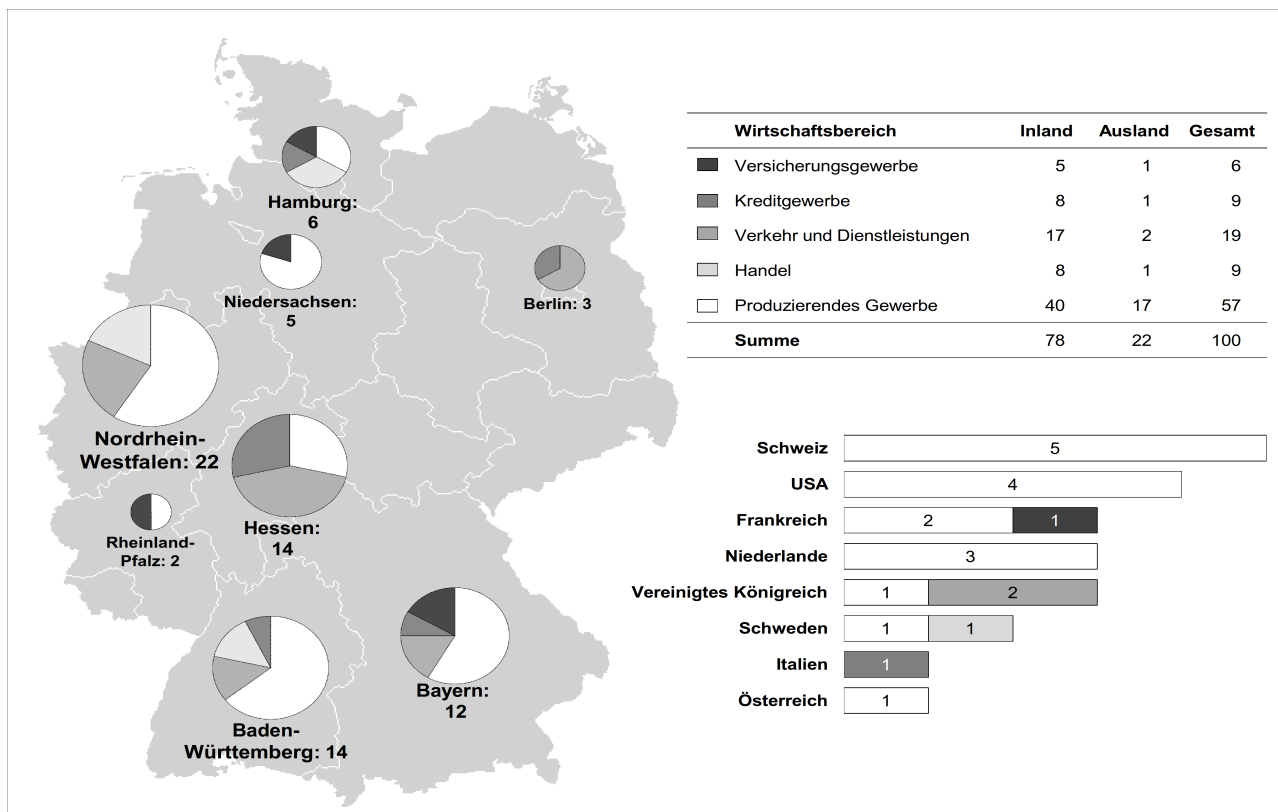 Hamburg:
6
Niedersachsen:
5
Berlin: 3
Nordrhein-
Westfalen: 22
Hessen:
14
Rheinland-
Pfalz: 2
Bayern:
12
Baden-
Württemberg: 14
Wirtschaftsbereich Inland Ausland Gesamt
Versicherungsgewerbe 5 1 6
Kreditgewerbe 8 1 9
Verkehr und Dienstleistungen 17 2 19
Handel 8 1 9
Produzierendes Gewerbe 40 17 57
Summe 78 22 100
Schweiz 5
USA 4
Frankreich 2 1
Niederlande 3
Vereinigtes Königreich 1 2
Schweden 1 1
Italien 1
Österreich 1